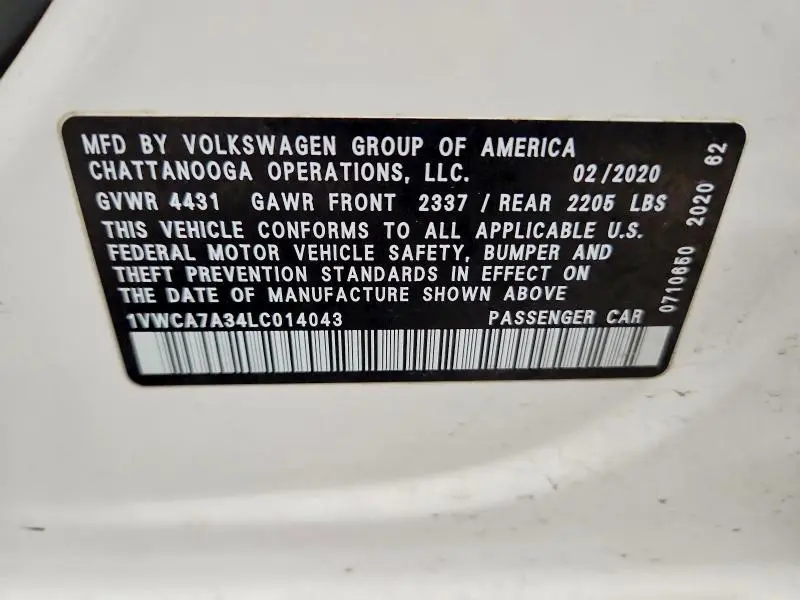 MFD BY VOLKSWAGEN GROUP OF AMERICA
CHATTANOOGA OPERATIONS, LLC. 02/2020
GVWR 4431 GAWR FRONT 2337 / REAR 2205 LBS
THIS VEHICLE CONFORMS TO ALL APPLICABLE U.S.
FEDERAL MOTOR VEHICLE SAFETY, BUMPER AND
THEFT PREVENTION STANDARDS IN EFFECT ON
THE DATE OF MANUFACTURE SHOWN ABOVE
1VWCA7A34LC014043 PASSENGER CAR
0710650 2020 62